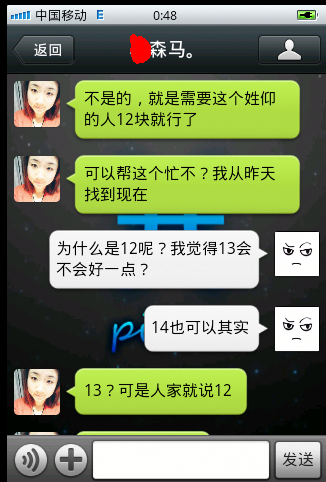 中国移动 E 0:48
返回
森马。
不是的，就是需要这个姓仰
的人12块就行了
可以帮这个忙不？我从昨天
找到现在
为什么是12呢？我觉得13会
不会好一点？
14也可以其实
13？可是人家就说12
发送